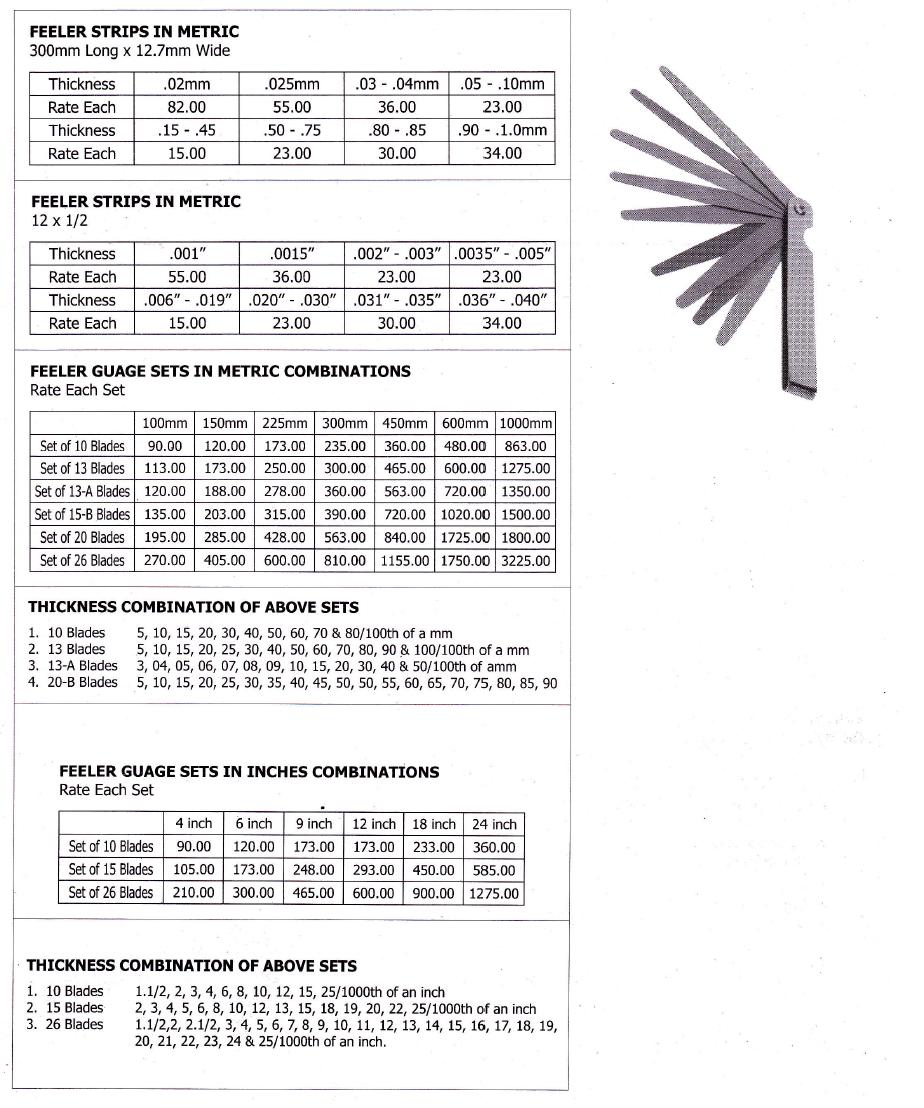 FEELER STRIPS IN METRIC
300mm Long x 12.7mm Wide
Thickness .02mm .025mm .03 - .04mm .05 - .10mm
Rate Each 82.00 55.00 36.00 23.00
Thickness .15 - .45 .50 - .75 .80 - .85 .90 - .1.0mm
Rate Each 15.00 23.00 30.00 34.00
FEELER STRIPS IN METRIC
12 x 1/2
Thickness .001” .0015” .002” - .003” .0035” - .005”
Rate Each 55.00 36.00 23.00 23.00
Thickness .006” - .019” .020” - .030” .031” - .035” .036” - .040”
Rate Each 15.00 23.00 30.00 34.00
FEELER GUAGE SETS IN METRIC COMBINATIONS
Rate Each Set
100mm 150mm 225mm 300mm 450mm 600mm 1000mm
Set of 10 Blades 90.00 120.00 173.00 235.00 360.00 480.00 863.00
Set of 13 Blades 113.00 173.00 250.00 300.00 465.00 600.00 1275.00
Set of 13-A Blades 120.00 188.00 278.00 360.00 563.00 720.00 1350.00
Set of 15-B Blades 135.00 203.00 315.00 390.00 720.00 1020.00 1500.00
Set of 20 Blades 195.00 285.00 428.00 563.00 840.00 1725.00 1800.00
Set of 26 Blades 270.00 405.00 600.00 810.00 1155.00 1750.00 3225.00
THICKNESS COMBINATION OF ABOVE SETS
1. 10 Blades 5, 10, 15, 20, 30, 40, 50, 60, 70 & 80/100th of a mm
2. 13 Blades 5, 10, 15, 20, 25, 30, 40, 50, 60, 70, 80, 90 & 100/100th of a mm
3. 13-A Blades 3, 04, 05, 06, 07, 08, 09, 10, 15, 20, 30, 40 & 50/100th of amm
4. 20-B Blades 5, 10, 15, 20, 25, 30, 35, 40, 45, 50, 50, 55, 60, 65, 70, 75, 80, 85, 90
FEELER GUAGE SETS IN INCHES COMBINATIONS
Rate Each Set
4 inch 6 inch 9 inch 12 inch 18 inch 24 inch
Set of 10 Blades 90.00 120.00 173.00 173.00 233.00 360.00
Set of 15 Blades 105.00 173.00 248.00 293.00 450.00 585.00
Set of 26 Blades 210.00 300.00 465.00 600.00 900.00 1275.00
THICKNESS COMBINATION OF ABOVE SETS
1. 10 Blades 1.1/2, 2, 3, 4, 6, 8, 10, 12, 15, 25/1000th of an inch
2. 15 Blades 2, 3, 4, 5, 6, 8, 10, 12, 13, 15, 18, 19, 20, 22, 25/1000th of an inch
3. 26 Blades 1.1/2,2, 2.1/2, 3, 4, 5, 6, 7, 8, 9, 10, 11, 12, 13, 14, 15, 16, 17, 18, 19,
20, 21, 22, 23, 24 & 25/1000th of an inch.